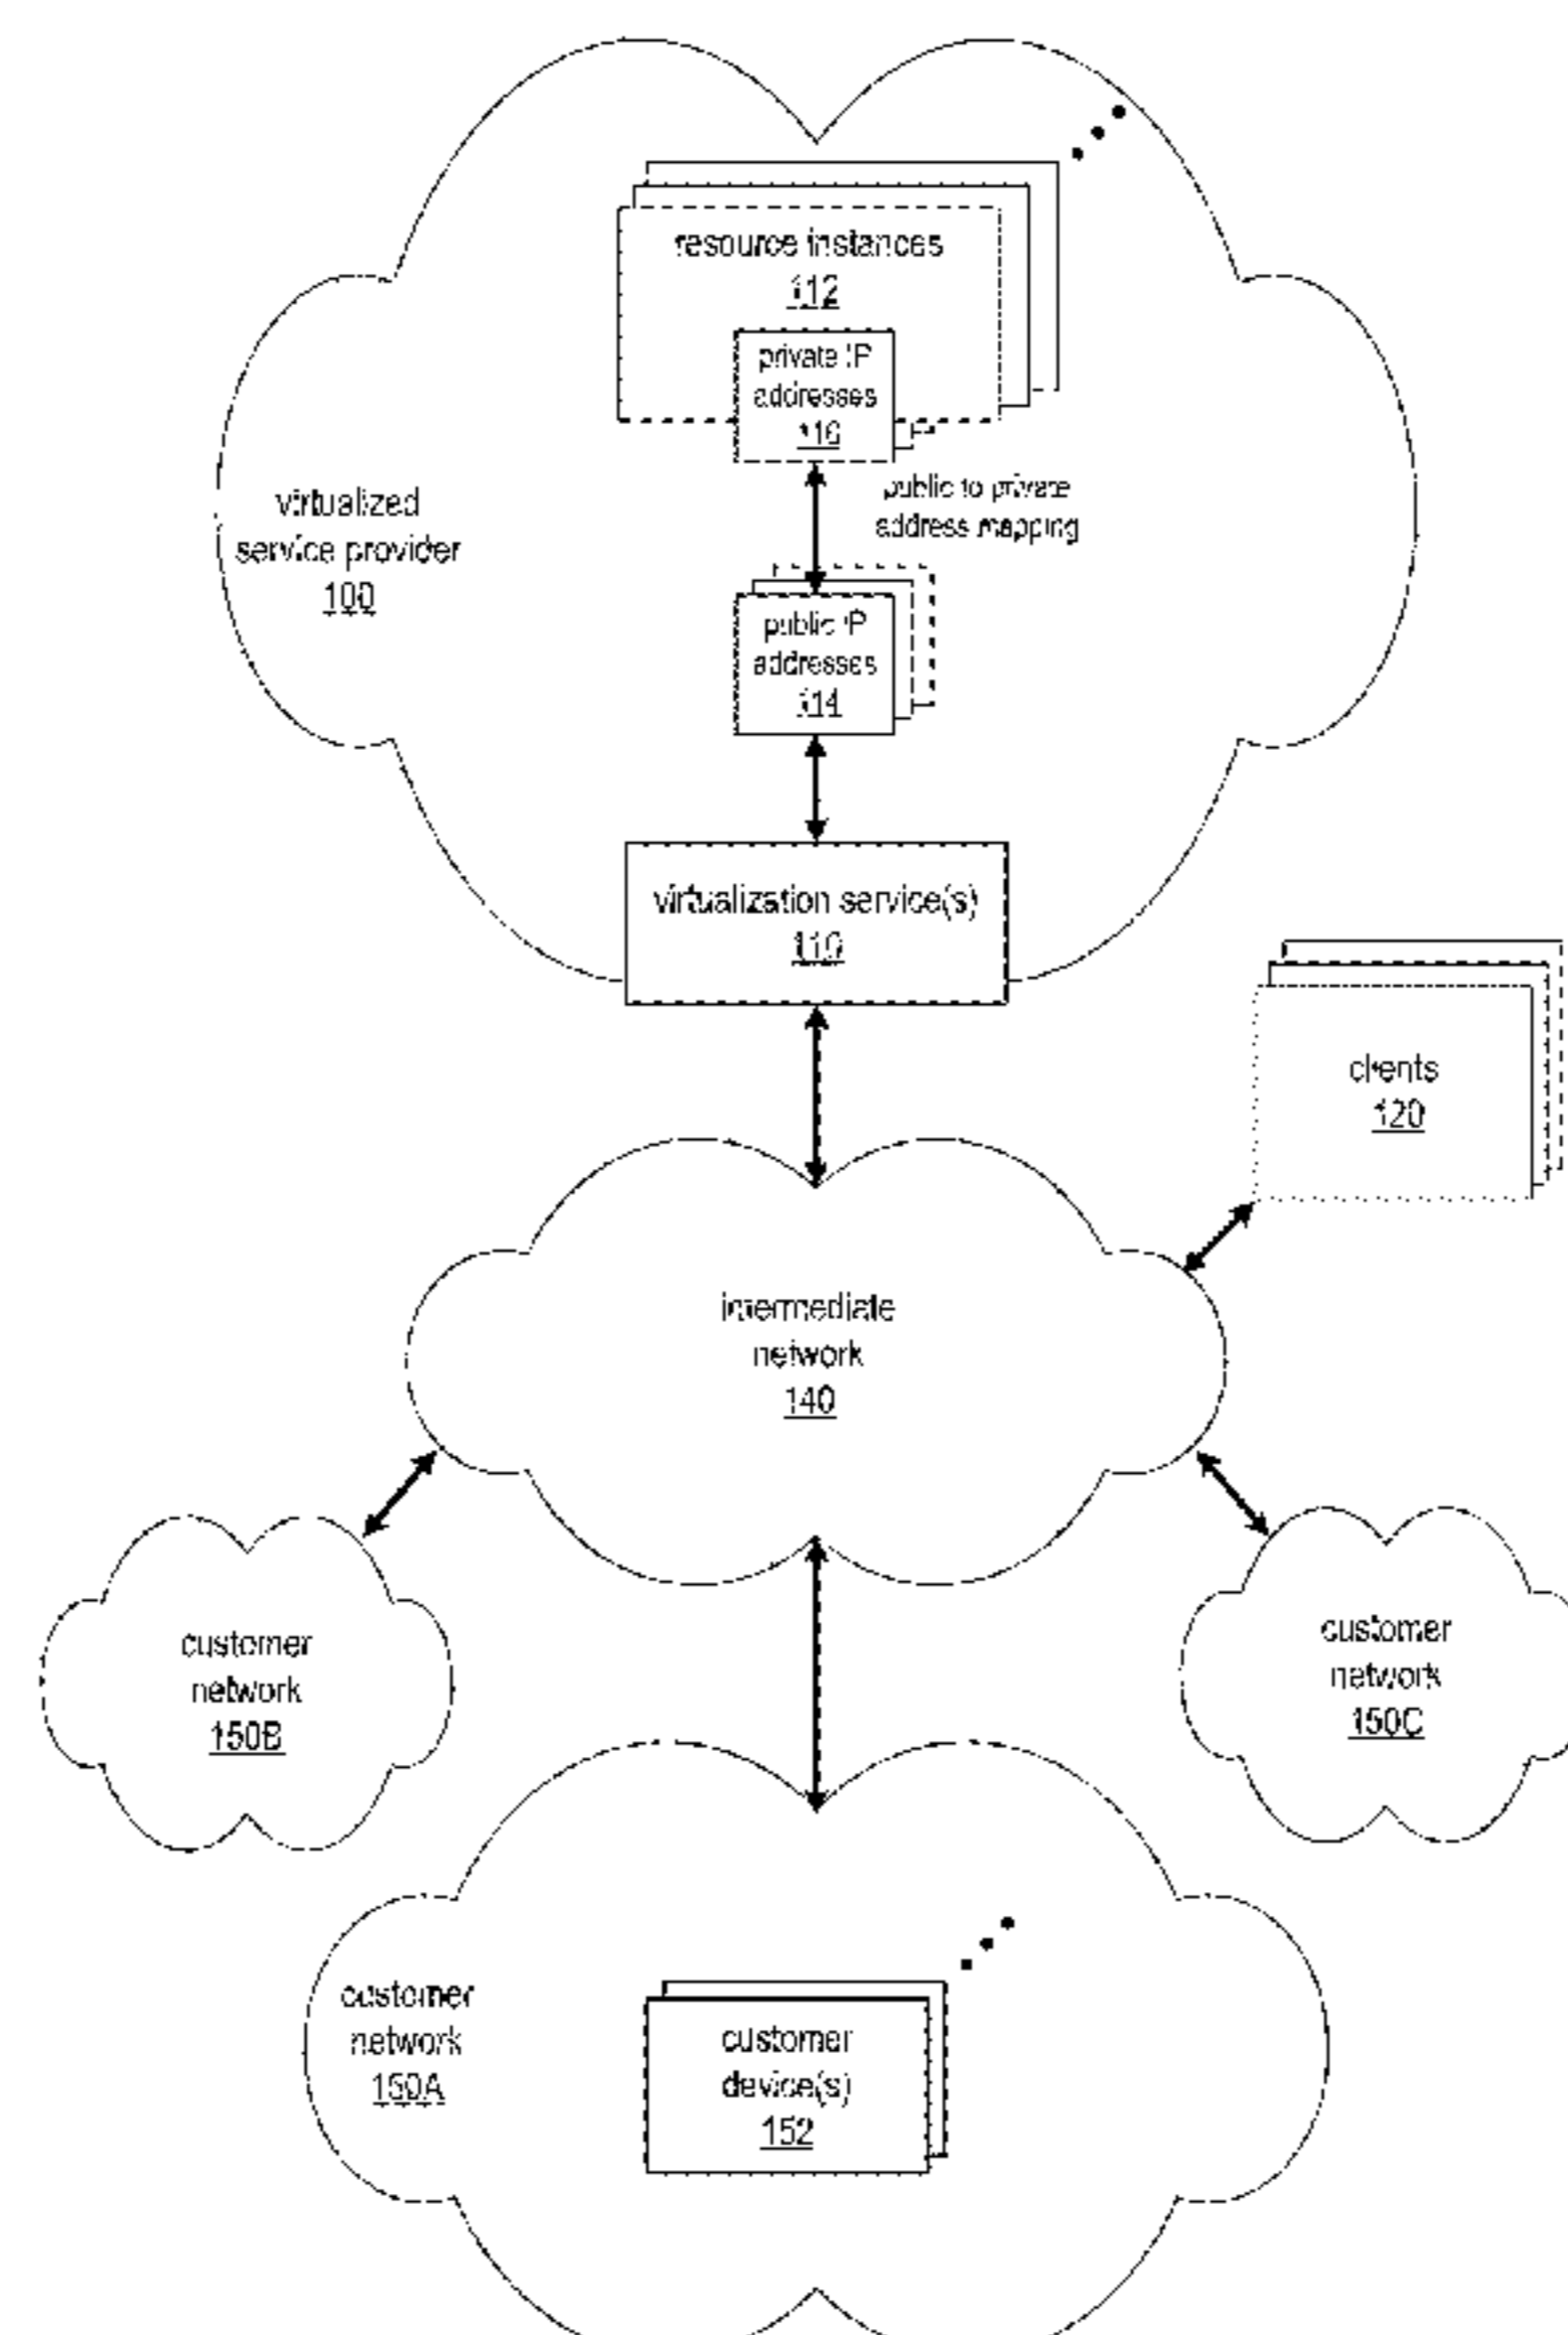 resource instances
112
private IP
addresses
116
public to private
address mapping
virtualized
service provider
100
public IP
addresses
114
virtualization service(s)
110
clients
120
intermediate
network
140
customer
network
150B
customer
network
150C
customer
network
150A
customer
device(s)
152